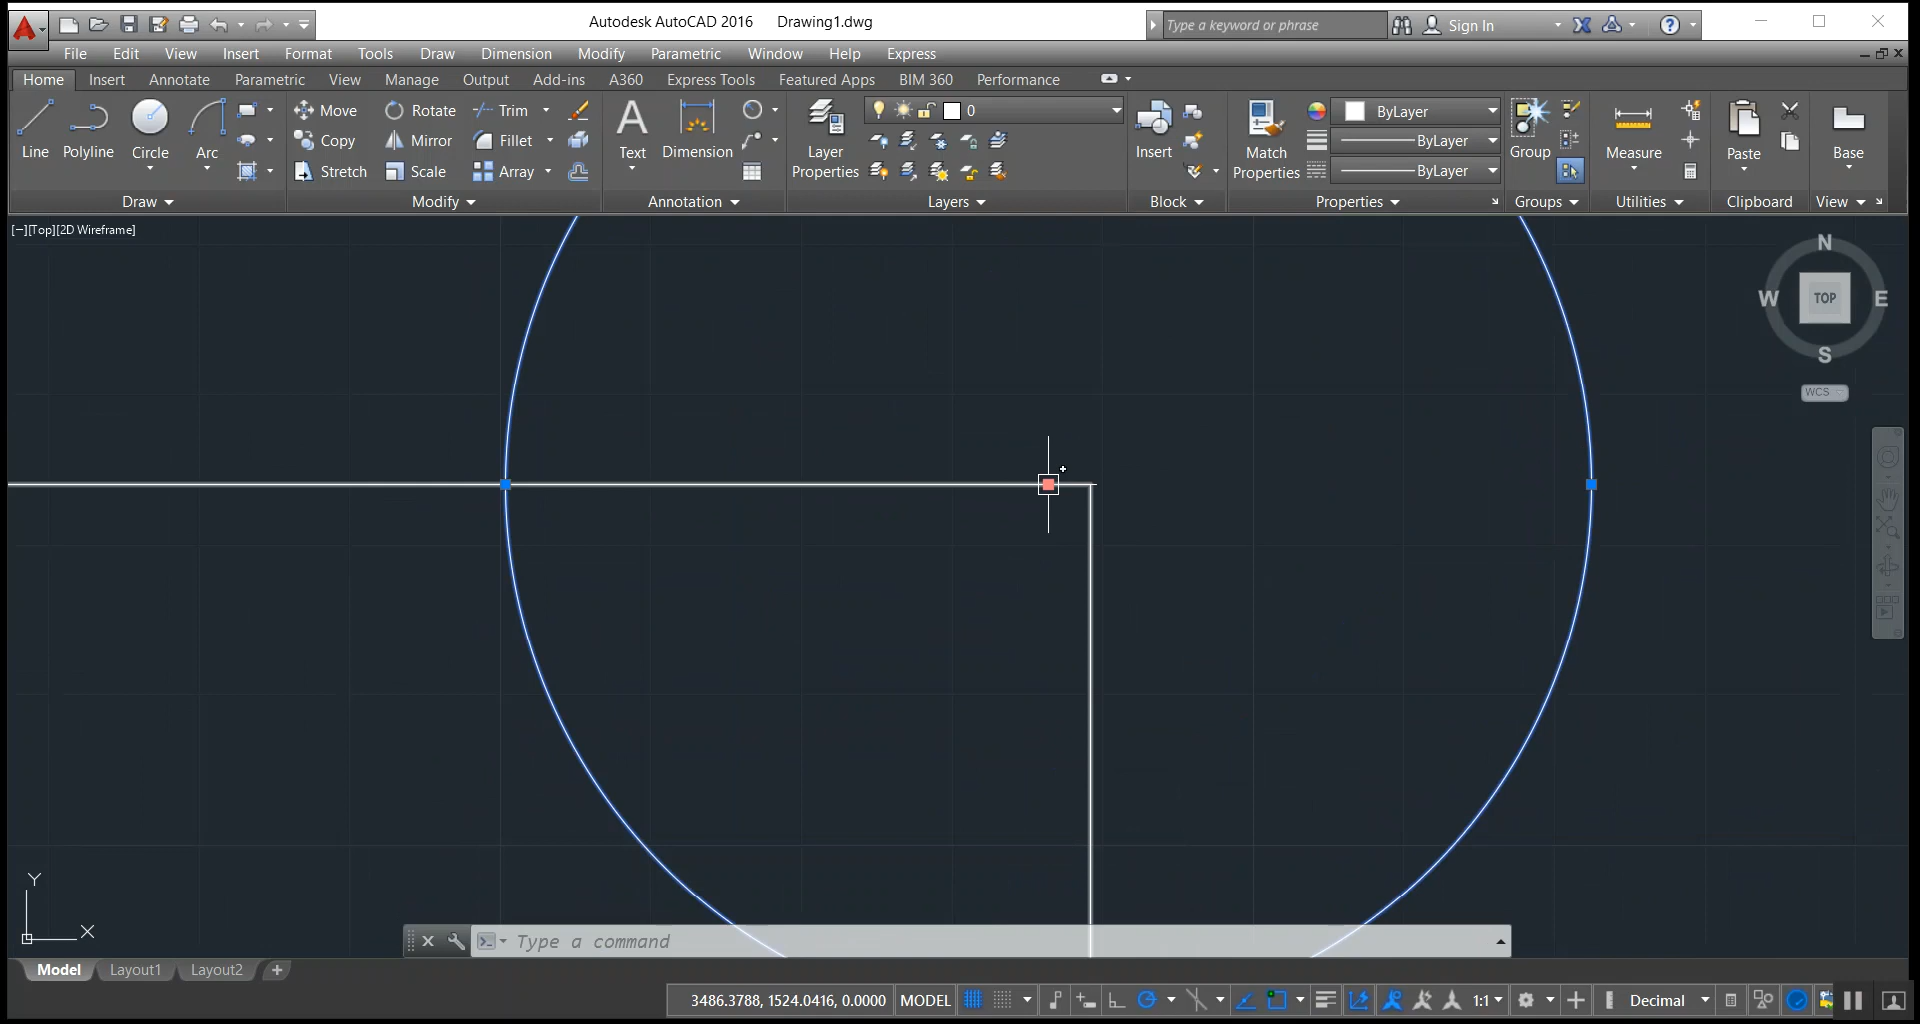 Autodesk AutoCAD 2016 Drawing1.dwg
Type a keyword or phrase
Sign In
File Edit View Insert Format Tools Draw Dimension Modify Parametric Window Help Express
Home Insert Annotate Parametric View Manage Output Add-ins A360 Express Tools Featured Apps BIM 360 Performance
Line Polyline Circle Arc
Move Rotate Trim
Copy Mirror Fillet
Stretch Scale Array
Text Dimension
Layer Properties
0
Insert
Match Properties
ByLayer
ByLayer
ByLayer
Group
Measure
Paste
Base
Draw Modify Annotation Layers Block Properties Groups Utilities Clipboard View
[−][Top][2D Wireframe]
N
W TOP E
S
WCS
Y
X
Type a command
Model Layout1 Layout2 +
3486.3788, 1524.0416, 0.0000 MODEL 1:1 Decimal